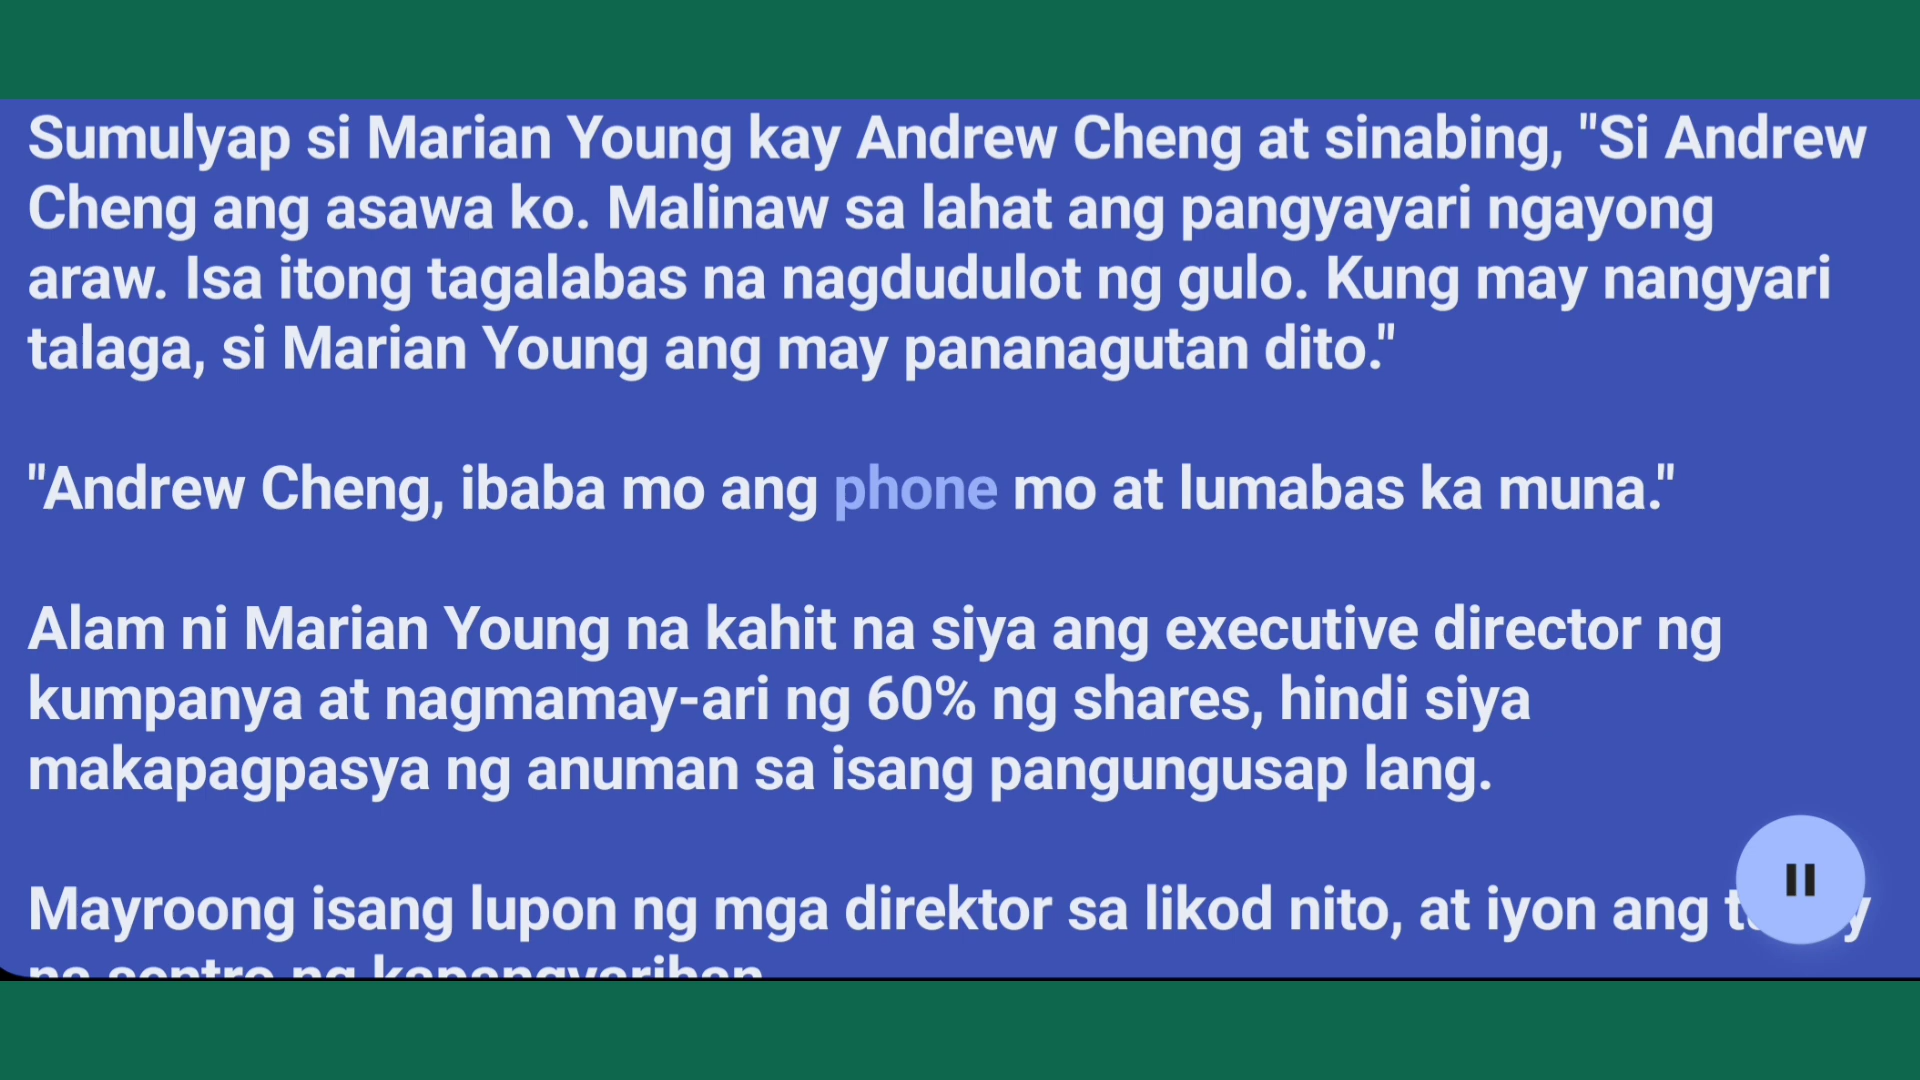 Sumulyap si Marian Young kay Andrew Cheng at sinabing, "Si Andrew
Cheng ang asawa ko. Malinaw sa lahat ang pangyayari ngayong
araw. Isa itong tagalabas na nagdudulot ng gulo. Kung may nangyari
talaga, si Marian Young ang may pananagutan dito."
"Andrew Cheng, ibaba mo ang phone mo at lumabas ka muna."
Alam ni Marian Young na kahit na siya ang executive director ng
kumpanya at nagmamay-ari ng 60% ng shares, hindi siya
makapagpasya ng anuman sa isang pangungusap lang.
Mayroong isang lupon ng mga direktor sa likod nito, at iyon ang
na sentro ng kapangyarihan